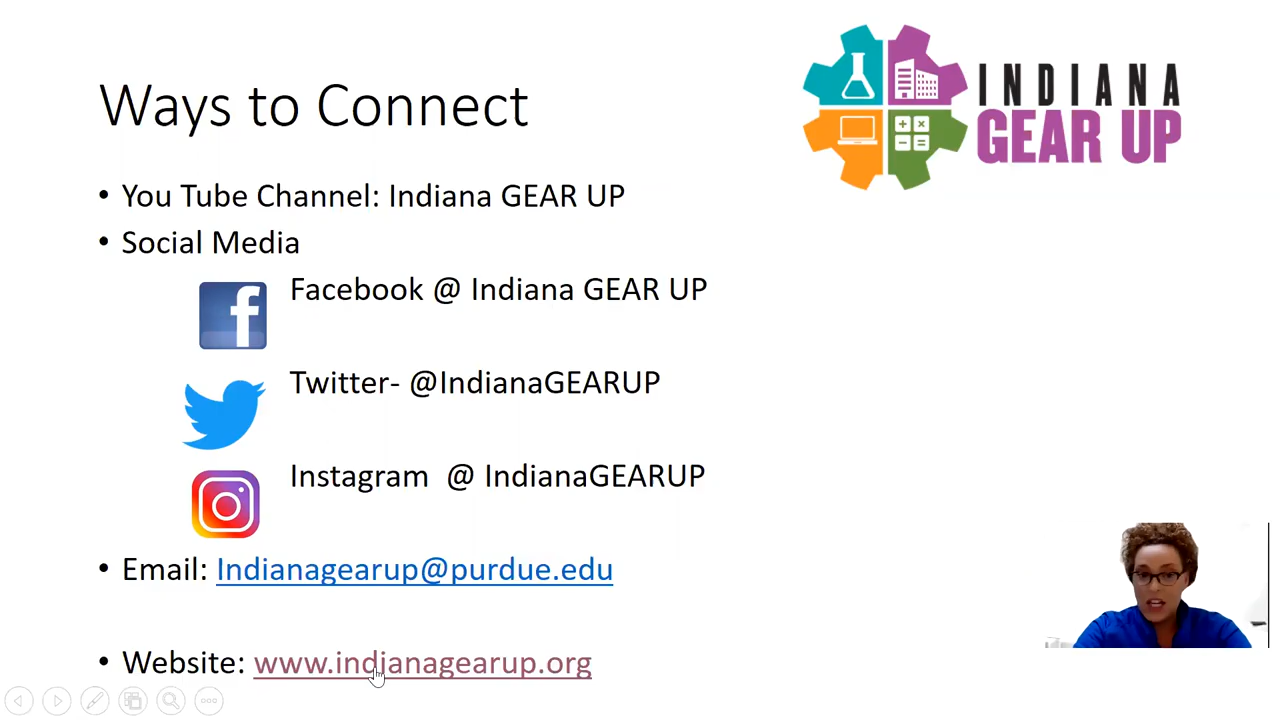 Ways to Connect
INDIANA
GEAR UP
• You Tube Channel: Indiana GEAR UP
• Social Media
Facebook @ Indiana GEAR UP
Twitter- @IndianaGEARUP
Instagram @ IndianaGEARUP
• Email: Indianagearup@purdue.edu
• Website: www.indianagearup.org